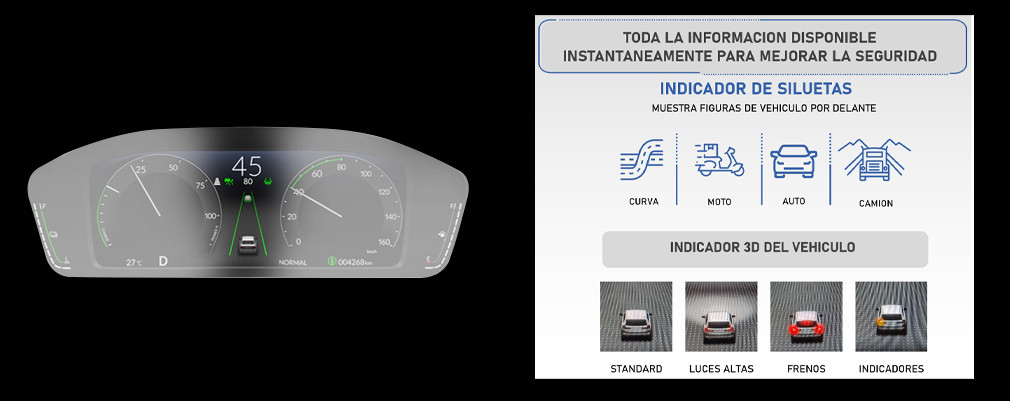 45
25
50
75
100
80
0
20
40
60
80
100
120
140
160
km/h
F
F
E
27°C
D
NORMAL
004268km
TODA LA INFORMACION DISPONIBLE
INSTANTANEAMENTE PARA MEJORAR LA SEGURIDAD
INDICADOR DE SILUETAS
MUESTRA FIGURAS DE VEHICULO POR DELANTE
CURVA
MOTO
AUTO
CAMION
INDICADOR 3D DEL VEHICULO
STANDARD
LUCES ALTAS
FRENOS
INDICADORES